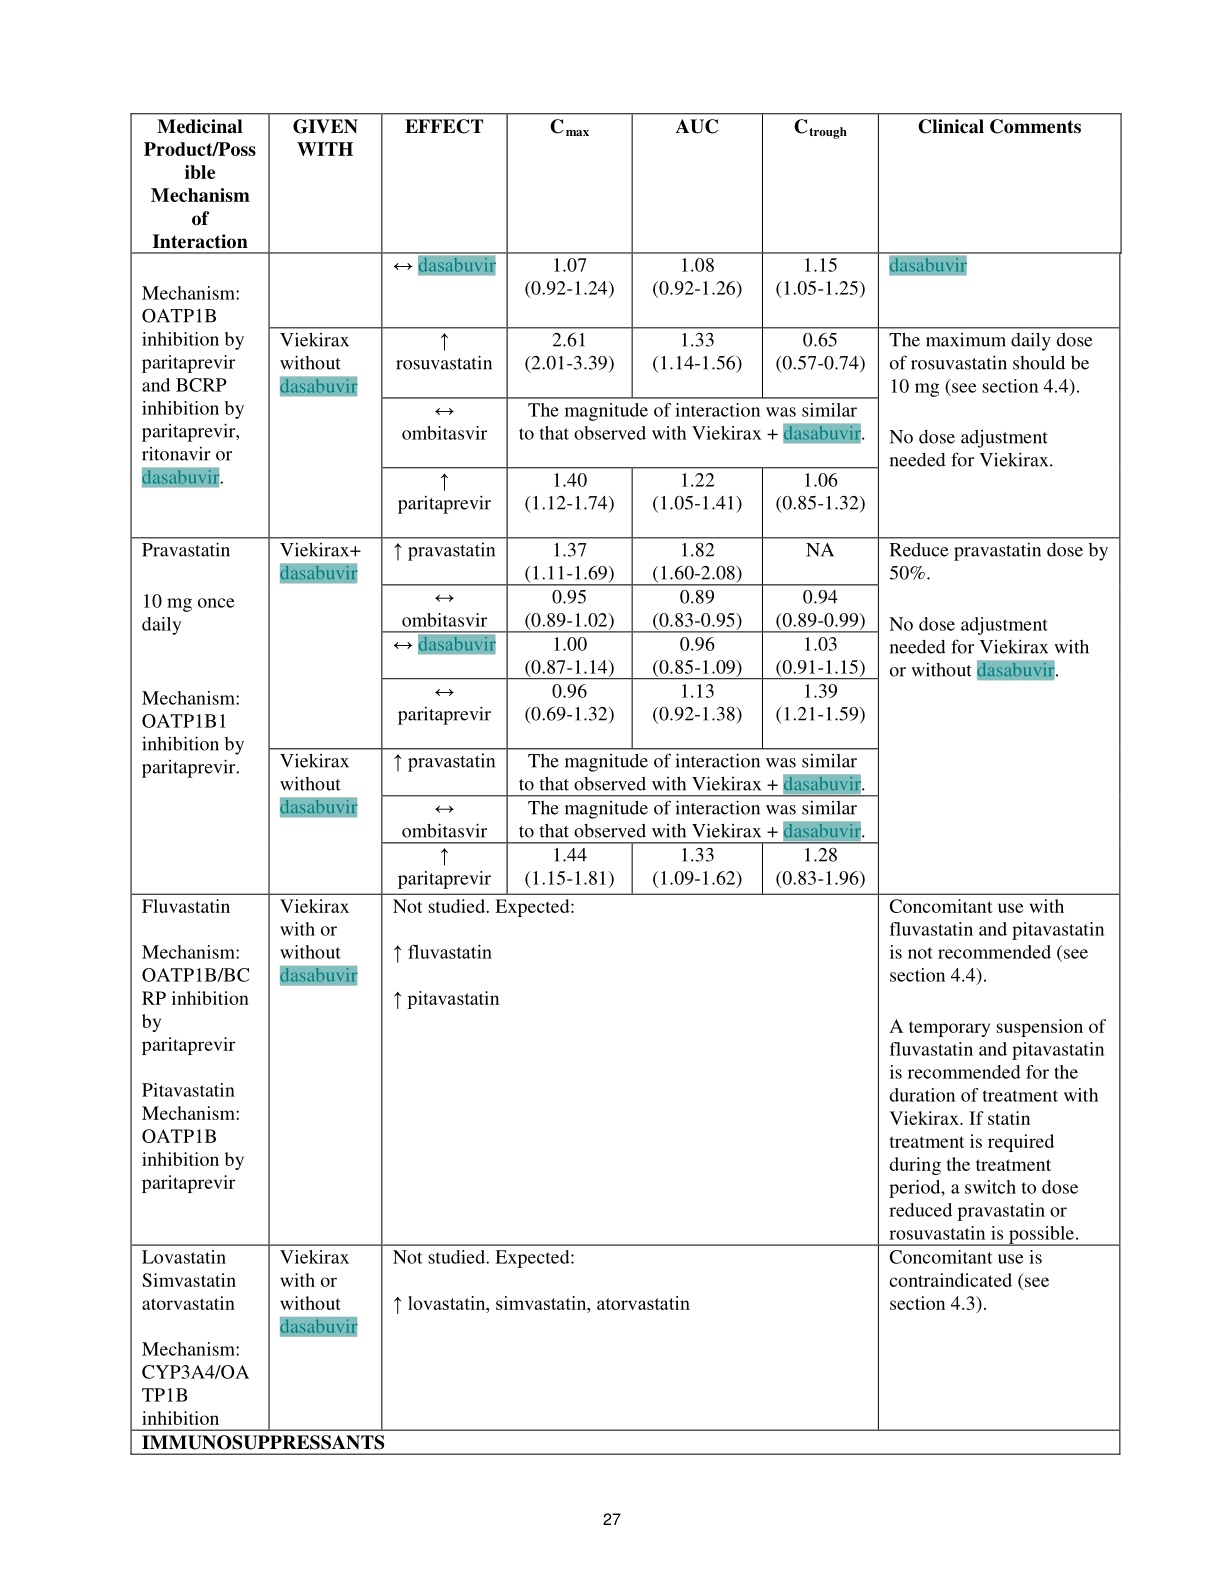 Medicinal
Product/Poss
ible
Mechanism
of
Interaction
GIVEN
WITH
EFFECT
Cmax
AUC
Ctrough
Clinical Comments
Mechanism:
OATP1B
inhibition by
paritaprevir
and BCRP
inhibition by
paritaprevir,
ritonavir or
dasabuvir.
↔ dasabuvir
1.07
(0.92-1.24)
1.08
(0.92-1.26)
1.15
(1.05-1.25)
dasabuvir
Viekirax
without
dasabuvir
↑
rosuvastatin
2.61
(2.01-3.39)
1.33
(1.14-1.56)
0.65
(0.57-0.74)
The maximum daily dose
of rosuvastatin should be
10 mg (see section 4.4).
No dose adjustment
needed for Viekirax.
↔
ombitasvir
The magnitude of interaction was similar
to that observed with Viekirax + dasabuvir.
↑
paritaprevir
1.40
(1.12-1.74)
1.22
(1.05-1.41)
1.06
(0.85-1.32)
Pravastatin
10 mg once
daily
Mechanism:
OATP1B1
inhibition by
paritaprevir.
Viekirax+
dasabuvir
↑ pravastatin
1.37
(1.11-1.69)
1.82
(1.60-2.08)
NA
Reduce pravastatin dose by
50%.
No dose adjustment
needed for Viekirax with
or without dasabuvir.
↔
ombitasvir
0.95
(0.89-1.02)
0.89
(0.83-0.95)
0.94
(0.89-0.99)
↔ dasabuvir
1.00
(0.87-1.14)
0.96
(0.85-1.09)
1.03
(0.91-1.15)
↔
paritaprevir
0.96
(0.69-1.32)
1.13
(0.92-1.38)
1.39
(1.21-1.59)
Viekirax
without
dasabuvir
↑ pravastatin
The magnitude of interaction was similar
to that observed with Viekirax + dasabuvir.
↔
ombitasvir
The magnitude of interaction was similar
to that observed with Viekirax + dasabuvir.
↑
paritaprevir
1.44
(1.15-1.81)
1.33
(1.09-1.62)
1.28
(0.83-1.96)
Fluvastatin
Mechanism:
OATP1B/BC
RP inhibition
by
paritaprevir
Pitavastatin
Mechanism:
OATP1B
inhibition by
paritaprevir
Viekirax
with or
without
dasabuvir
Not studied. Expected:
↑ fluvastatin
↑ pitavastatin
Concomitant use with
fluvastatin and pitavastatin
is not recommended (see
section 4.4).
A temporary suspension of
fluvastatin and pitavastatin
is recommended for the
duration of treatment with
Viekirax. If statin
treatment is required
during the treatment
period, a switch to dose
reduced pravastatin or
rosuvastatin is possible.
Lovastatin
Simvastatin
atorvastatin
Mechanism:
CYP3A4/OA
TP1B
inhibition
Viekirax
with or
without
dasabuvir
Not studied. Expected:
↑ lovastatin, simvastatin, atorvastatin
Concomitant use is
contraindicated (see
section 4.3).
IMMUNOSUPPRESSANTS
27